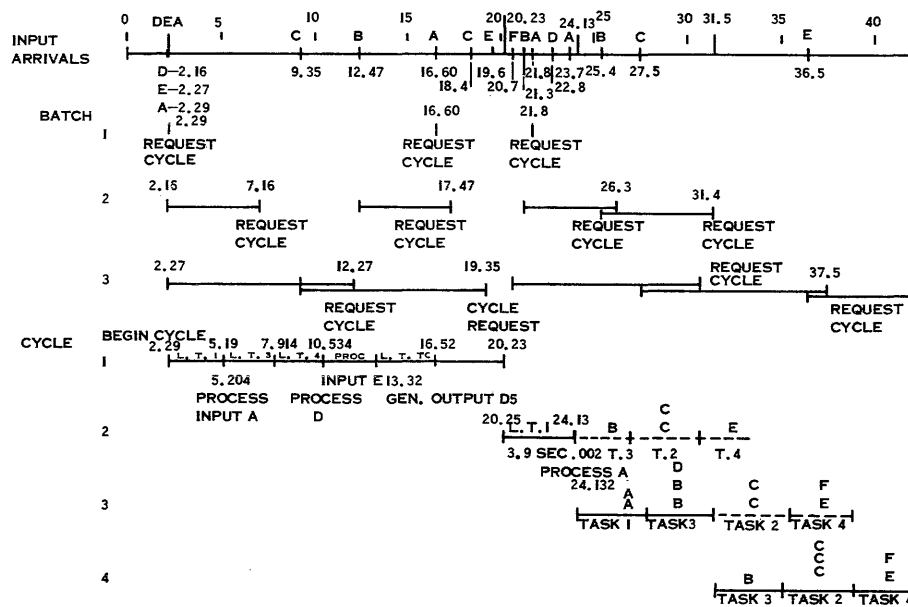 0 DEA 5 10 15 20 20.23 24.13 25 30 31.5 35 40
INPUT ARRIVALS
C B A C E F B A D A B C E
D-2.16 9.35 12.47 16.60 19.6 21.8 23.7 25.4 27.5 36.5
18.4 20.7 22.8
E-2.27 21.3
A-2.29
BATCH 2.29 16.60 21.8
1
REQUEST CYCLE REQUEST CYCLE REQUEST CYCLE
2.16 7.16 17.47 26.3 31.4
2
REQUEST CYCLE REQUEST CYCLE REQUEST CYCLE REQUEST CYCLE
2.27 12.27 19.35 REQUEST CYCLE 37.5
3
REQUEST CYCLE CYCLE REQUEST REQUEST CYCLE
CYCLE BEGIN CYCLE
2.29 5.19 7.914 10.534 16.52 20.23
1 L.T.1 L.T.3 L.T.4 PROC L.T.TC
5.204 INPUT E 13.32
PROCESS INPUT A PROCESS D GEN. OUTPUT D5
20.25 24.13 C
2 L.T.1 B C E
3.9 SEC .002 T.3 T.2 T.4
PROCESS A D
24.132 A B C F
3 A B C E
TASK 1 TASK3 TASK 2 TASK 4
C
C F
4 B C E
TASK 3 TASK 2 TASK 4